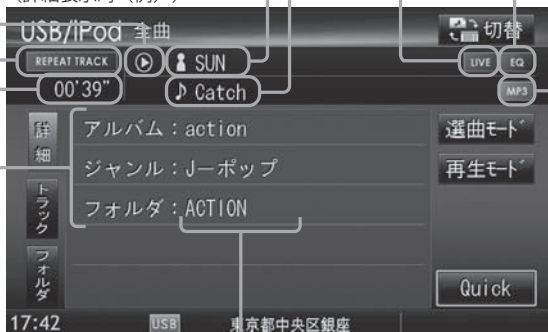 USB/iPod 全曲
切替
REPEAT TRACK
SUN
LIVE
EQ
00'39"
Catch
MP3
詳細
アルバム：action
選曲モード
ジャンル：J－ポップ
再生モード
トラック
フォルダ：ACTION
フォルダ
Quick
17:42
USB
東京都中央区銀座